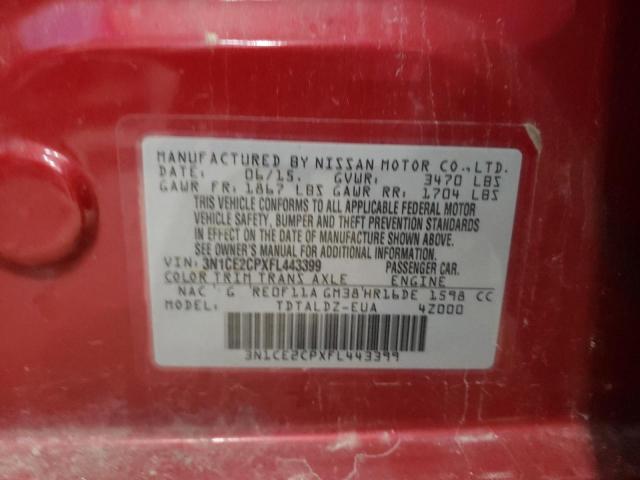 MANUFACTURED BY NISSAN MOTOR CO.,LTD.
DATE: 06/15. GVWR: 3470 LBS
GAWR FR: 1867 LBS GAWR RR: 1704 LBS
THIS VEHICLE CONFORMS TO ALL APPLICABLE FEDERAL MOTOR
VEHICLE SAFETY, BUMPER AND THEFT PREVENTION STANDARDS
IN EFFECT ON THE DATE OF MANUFACTURE SHOWN ABOVE.
SEE OWNER'S MANUAL FOR ADDITIONAL INFORMATION.
VIN: 3N1CE2CPXFL443399 PASSENGER CAR.
COLOR TRIM TRANS AXLE ENGINE
NAC G RE0F11A GM38 HR16DE 1598 CC
MODEL: TDTALDZ-EUA 4Z000
3N1CE2CPXFL443399